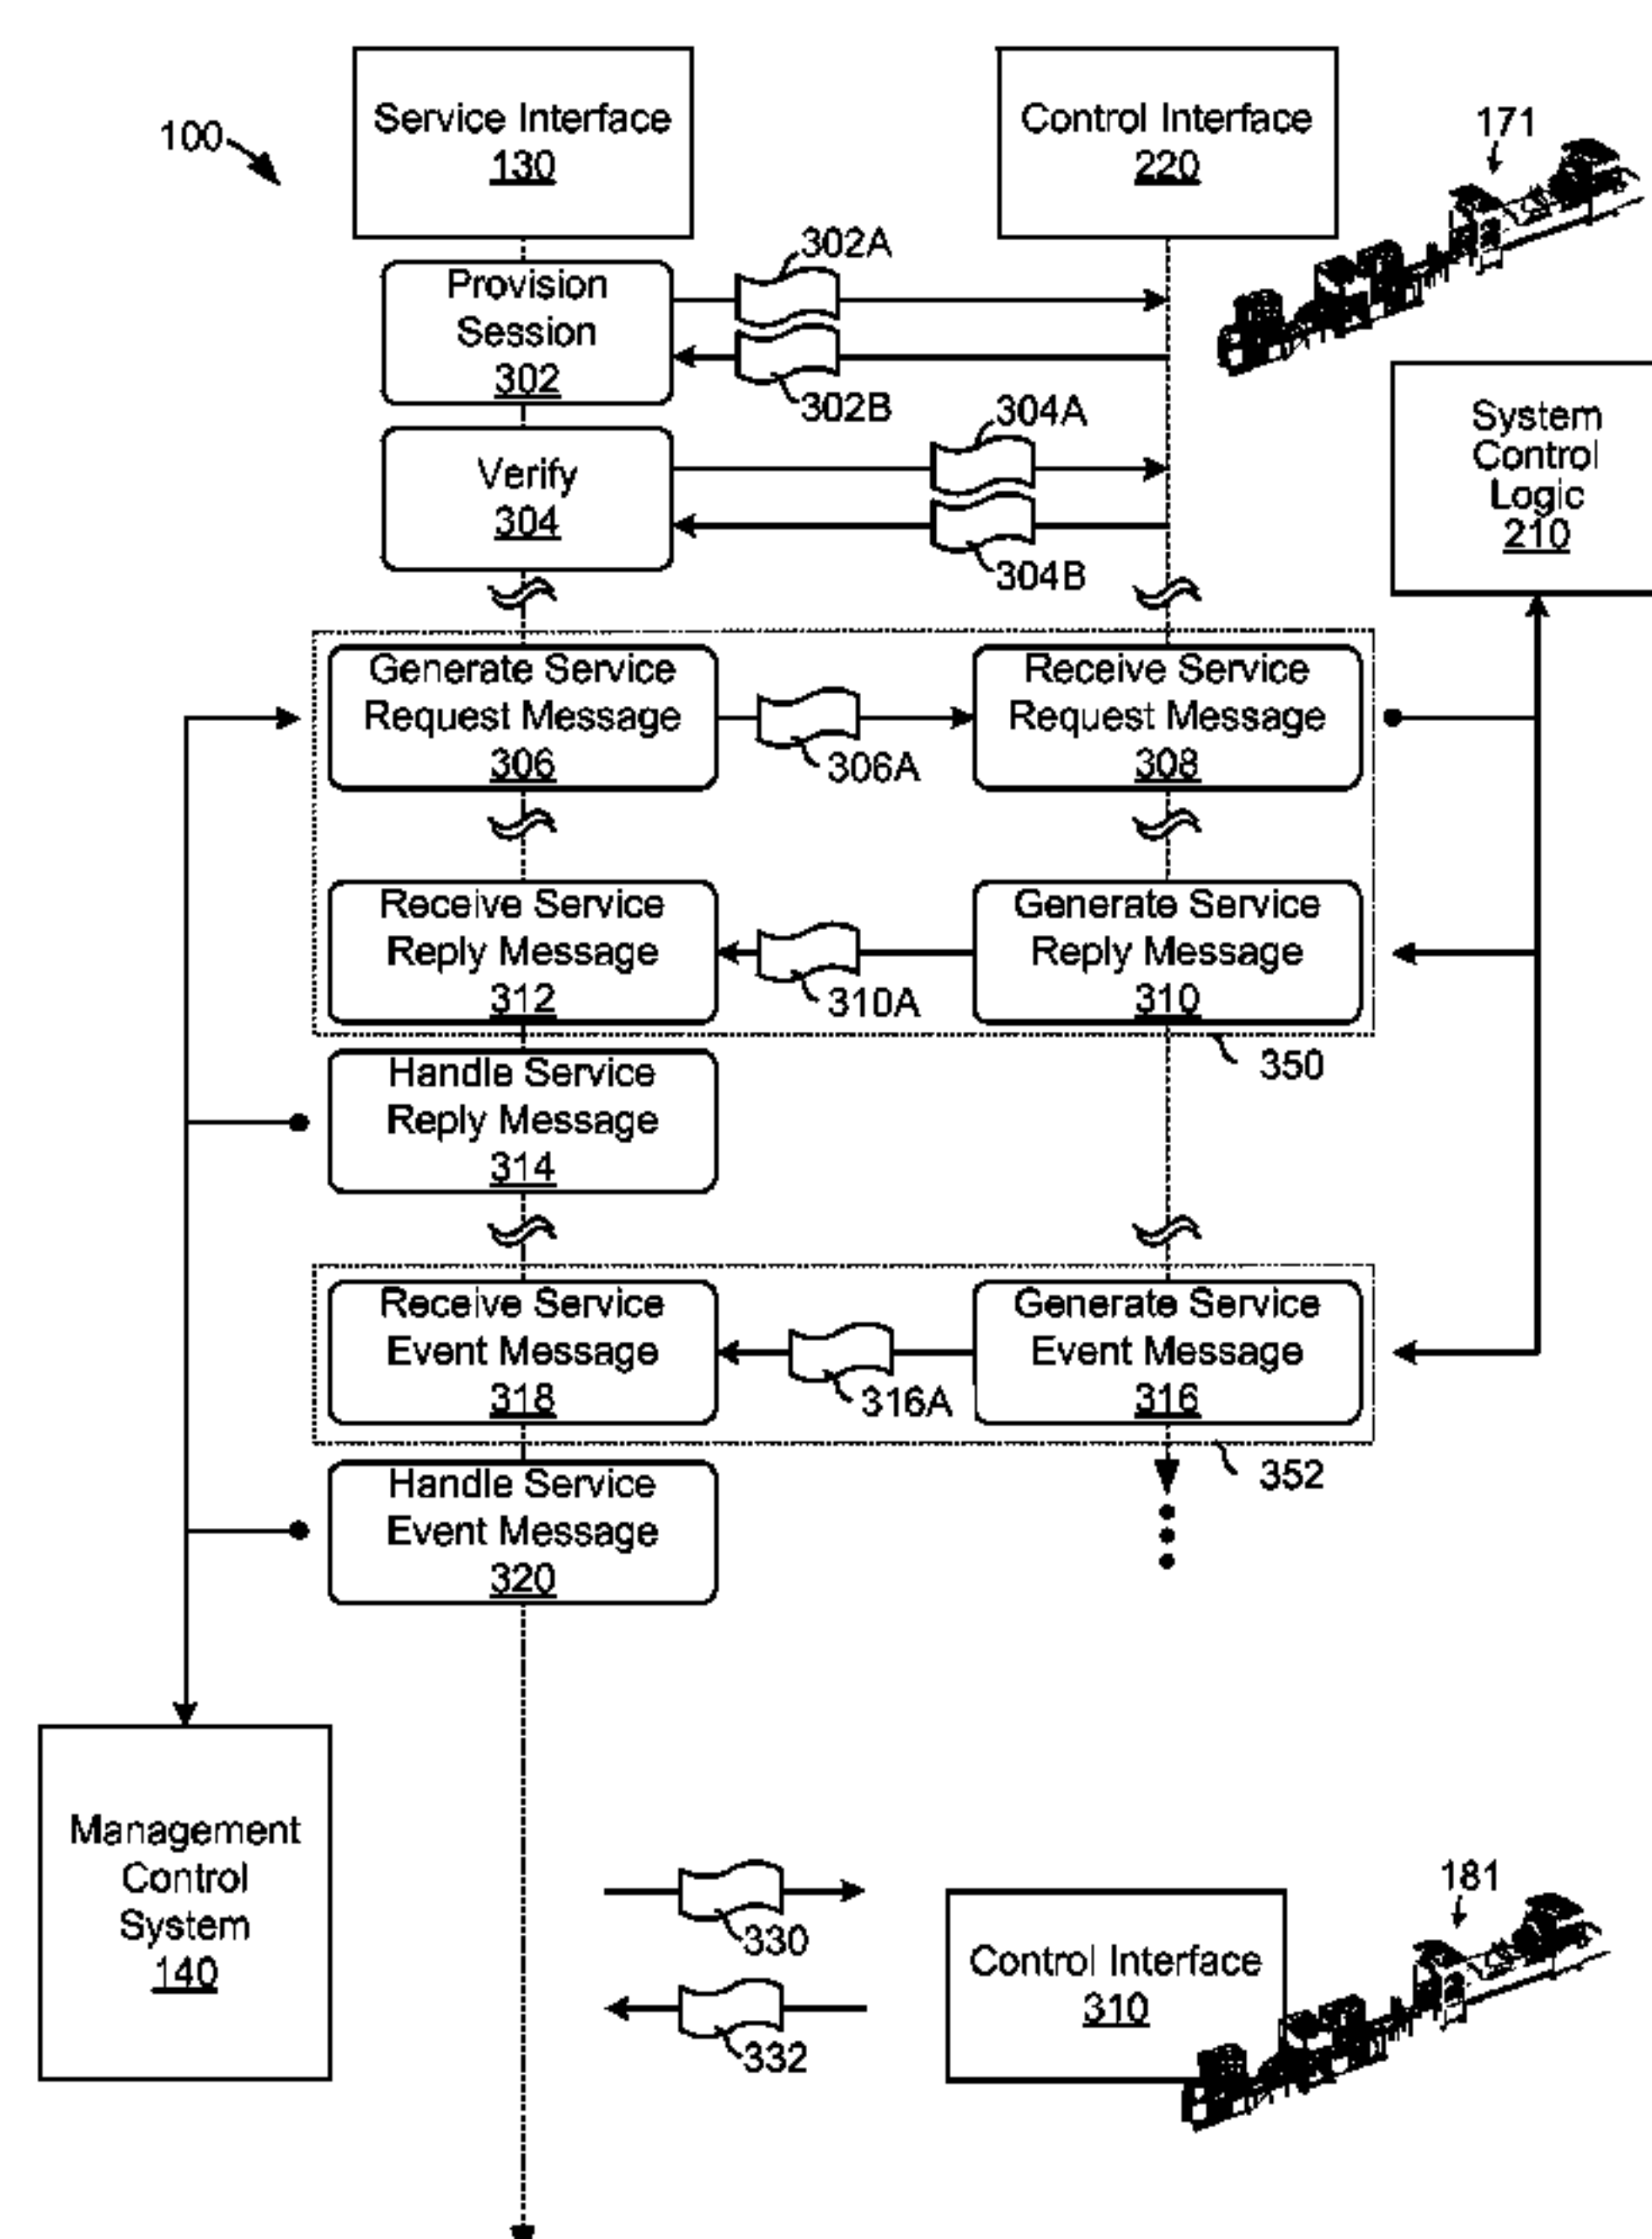 100
Service Interface
130
Control Interface
220
171
302A
Provision
Session
302
302B
304A
Verify
304
304B
System
Control
Logic
210
Generate Service
Request Message
306
306A
Receive Service
Request Message
308
Receive Service
Reply Message
312
310A
Generate Service
Reply Message
310
350
Handle Service
Reply Message
314
Receive Service
Event Message
318
316A
Generate Service
Event Message
316
352
Handle Service
Event Message
320
Management
Control
System
140
330
332
Control Interface
310
181